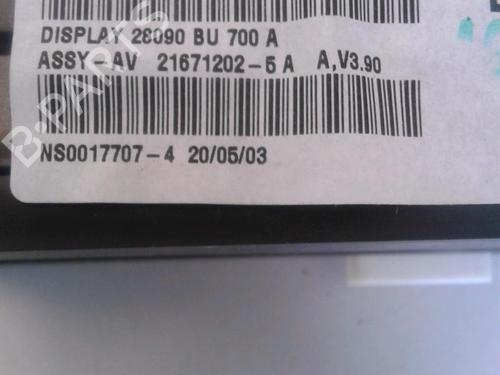 DISPLAY 28090 BU 700 A
ASSY-AV 21671202-5 A A,V3.90
NS0017707-4 20/05/03
B-PARTS